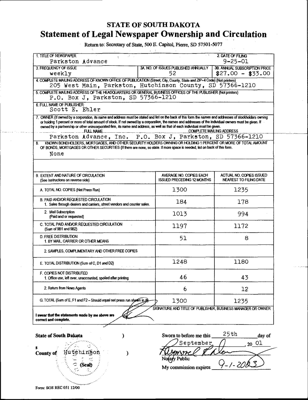 STATE OF SOUTH DAKOTA
Statement of Legal Newspaper Ownership and Circulation
Return to: Secretary of State, 500 E. Capitol, Pierre, SD 57501-5077
1. TITLE OF NEWSPAPER
Parkston Advance
2. DATE OF FILING
9-25-01
3. FREQUENCY OF ISSUE
weekly
3A. NO. OF ISSUES PUBLISHED ANNUALLY
52
3B. ANNUAL SUBSCRIPTION PRICE
$27.00 - $33.00
4. COMPLETE MAILING ADDRESS OF KNOWN OFFICE OF PUBLICATION (Street, City, County, State and ZIP+4 Code) (Not printers)
205 West Main, Parkston, Hutchinson County, SD 57366-1210
5. COMPLETE MAILING ADDRESS OF THE HEADQUARTERS OR GENERAL BUSINESS OFFICES OF THE PUBLISHER (Not printers)
P.O. Box J, Parkston, SD 57366-1210
6. FULL NAME OF PUBLISHER
Scott E. Ehler
7. OWNER (If owned by a corporation, its name and address must be stated and list on the back of this form the names and addresses of stockholders owning
or holding 1 percent or more of total amount of stock. If not owned by a corporation, the names and addresses of the individual owners must be given. If
owned by a partnership or other unincorporated firm, its name and address, as well as that of each individual must be given.
FULL NAME
COMPLETE MAILING ADDRESS
Parkston Advance, Inc.
P.O. Box J, Parkston, SD 57366-1210
8. KNOWN BONDHOLDERS, MORTGAGEES, AND OTHER SECURITY HOLDERS OWNING OR HOLDING 1 PERCENT OR MORE OF TOTAL AMOUNT
OF BONDS, MORTGAGES OR OTHER SECURITIES (If there are none, so state. If more space is needed, list on back of this form.
None
9. EXTENT AND NATURE OF CIRCULATION
(See instructions on reverse side)
AVERAGE NO. COPIES EACH
ISSUED PRECEDING 12 MONTHS
ACTUAL NO. COPIES ISSUED
NEAREST TO FILING DATE
A. TOTAL NO. COPIES (Net Press Run)
1300
1235
B. PAID AND/OR REQUESTED CIRCULATION
1. Sales through dealers and carriers, street vendors and counter sales
184
178
2. Mail Subscription
(Paid and or requested)
1013
994
C. TOTAL PAID AND/OR REQUESTED CIRCULATION
(Sum of 9B1 and 9B2)
1197
1172
D. FREE DISTRIBUTION
1. BY MAIL, CARRIER OR OTHER MEANS
51
8
2. SAMPLES, COMPLIMENTARY AND OTHER FREE COPIES
E. TOTAL DISTRIBUTION (Sum of C, D1 and D2)
1248
1180
F. COPIES NOT DISTRIBUTED
1. Office use, left over, unaccounted, spoiled after printing
46
43
2. Return from News Agents
6
12
G. TOTAL (Sum of E, F1 and F2 - Should equal net press run shown in A)
1300
1235
I swear that the statements made by me above are
correct and complete.
SIGNATURE AND TITLE OF PUBLISHER, BUSINESS MANAGER OR OWNER
State of South Dakota )
)
County of Hutchinson )
(Seal)
Sworn to before me this 25th day of
September, 2001
Notary Public
My commission expires 9-1-2003
Form: SOS REC 051 11/00